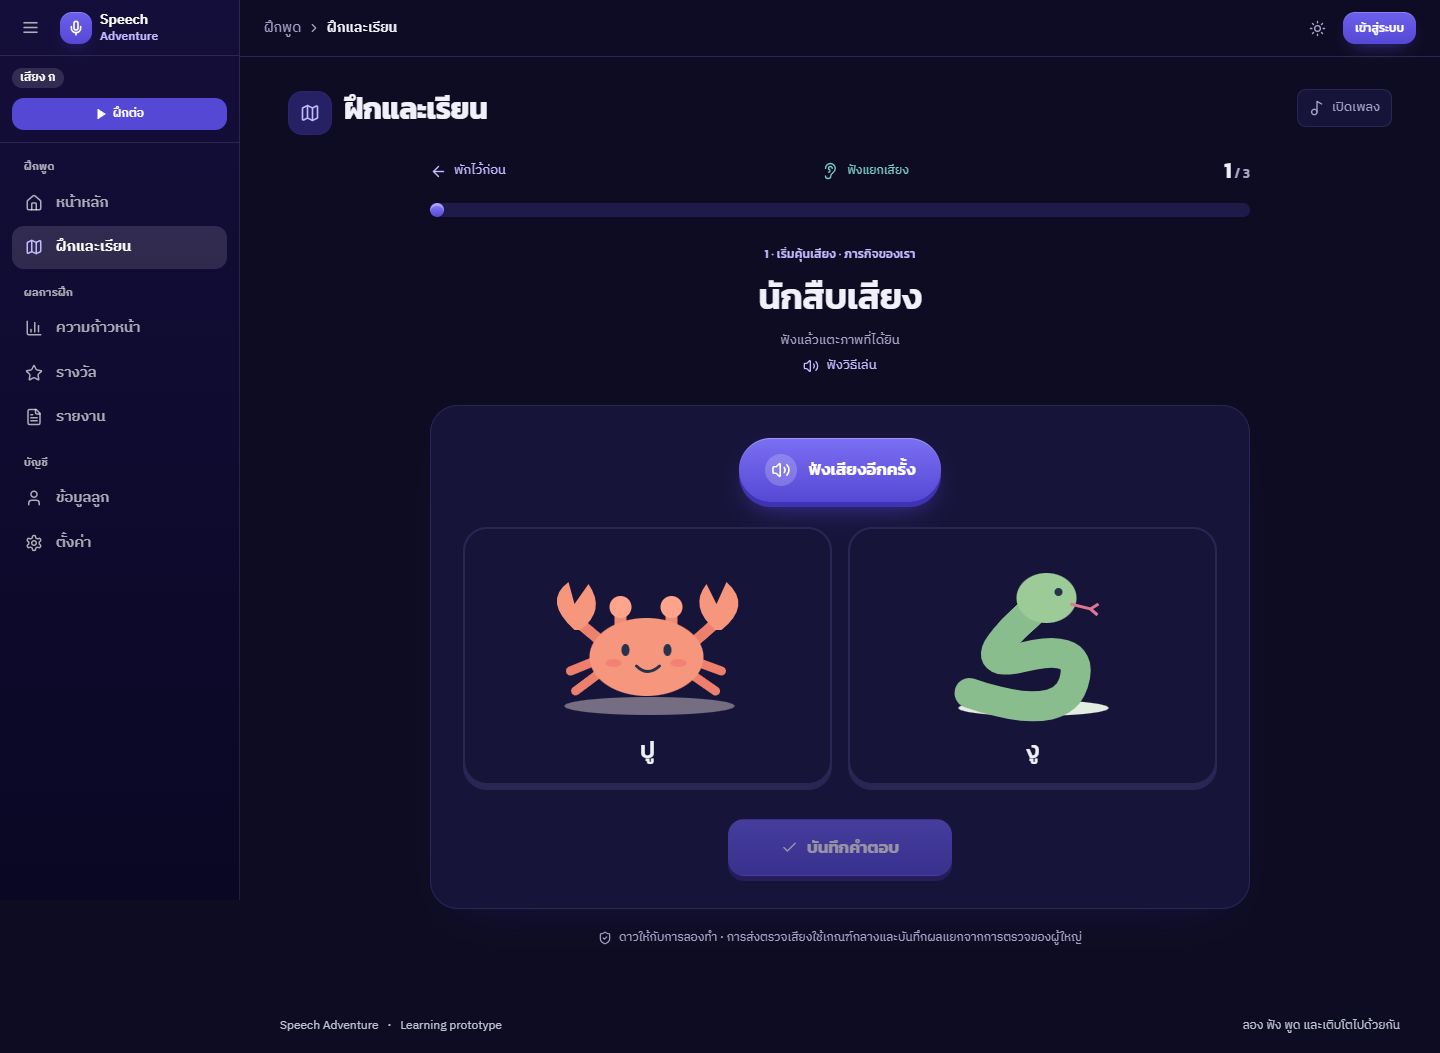 Speech
Adventure
เสียง ก
ฝึกต่อ
ฝึกพูด
หน้าหลัก
ฝึกและเรียน
ผลการฝึก
ความก้าวหน้า
รางวัล
รายงาน
บัญชี
ข้อมูลลูก
ตั้งค่า
ฝึกพูด > ฝึกและเรียน
เข้าสู่ระบบ
ฝึกและเรียน
เปิดเพลง
พักไว้ก่อน
ฟังแยกเสียง
1 / 3
1 · เริ่มคุ้นเสียง · ภารกิจของเรา
นักสืบเสียง
ฟังแล้วแตะภาพที่ได้ยิน
ฟังวิธีเล่น
ฟังเสียงอีกครั้ง
ปู
งู
บันทึกคำตอบ
ดาวให้กับการลองทำ · การส่งตรวจเสียงใช้เกณฑ์กลางและบันทึกผลแยกจากการตรวจของผู้ใหญ่
Speech Adventure · Learning prototype
ลอง ฟัง พูด และเติบโตไปด้วยกัน